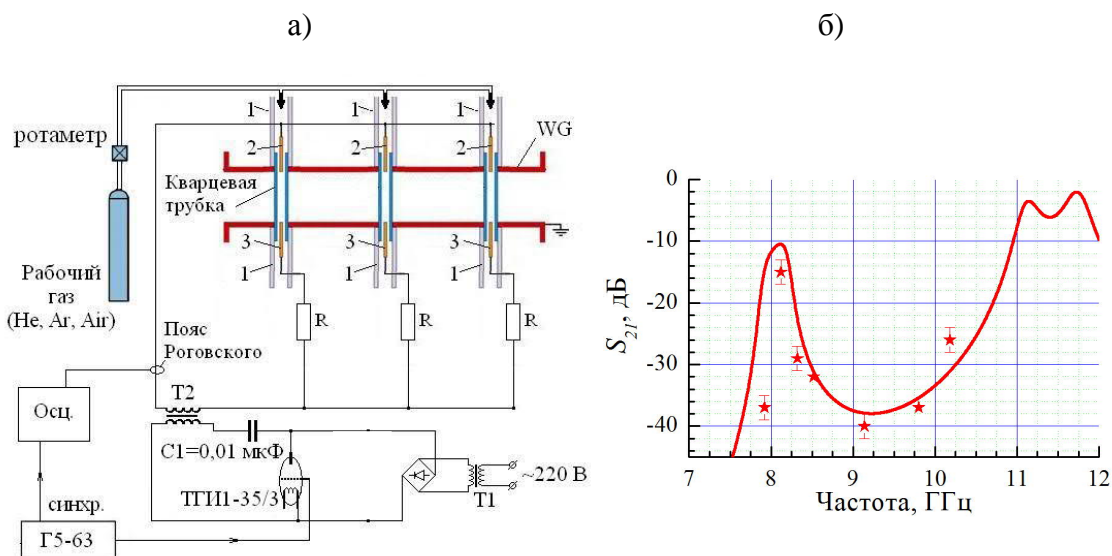 а)
б)
ротаметр
Рабочий
газ
(He, Ar, Air)
1
1
1
2
2
2
WG
Кварцевая
трубка
3
3
3
1
1
1
R
R
R
Пояс
Роговского
Осц.
T2
C1=0,01 мкФ
ТГИ1-35/3
T1
~220 В
синхр.
Г5-63
S21, дБ
0
-10
-20
-30
-40
7
8
9
10
11
12
Частота, ГГц